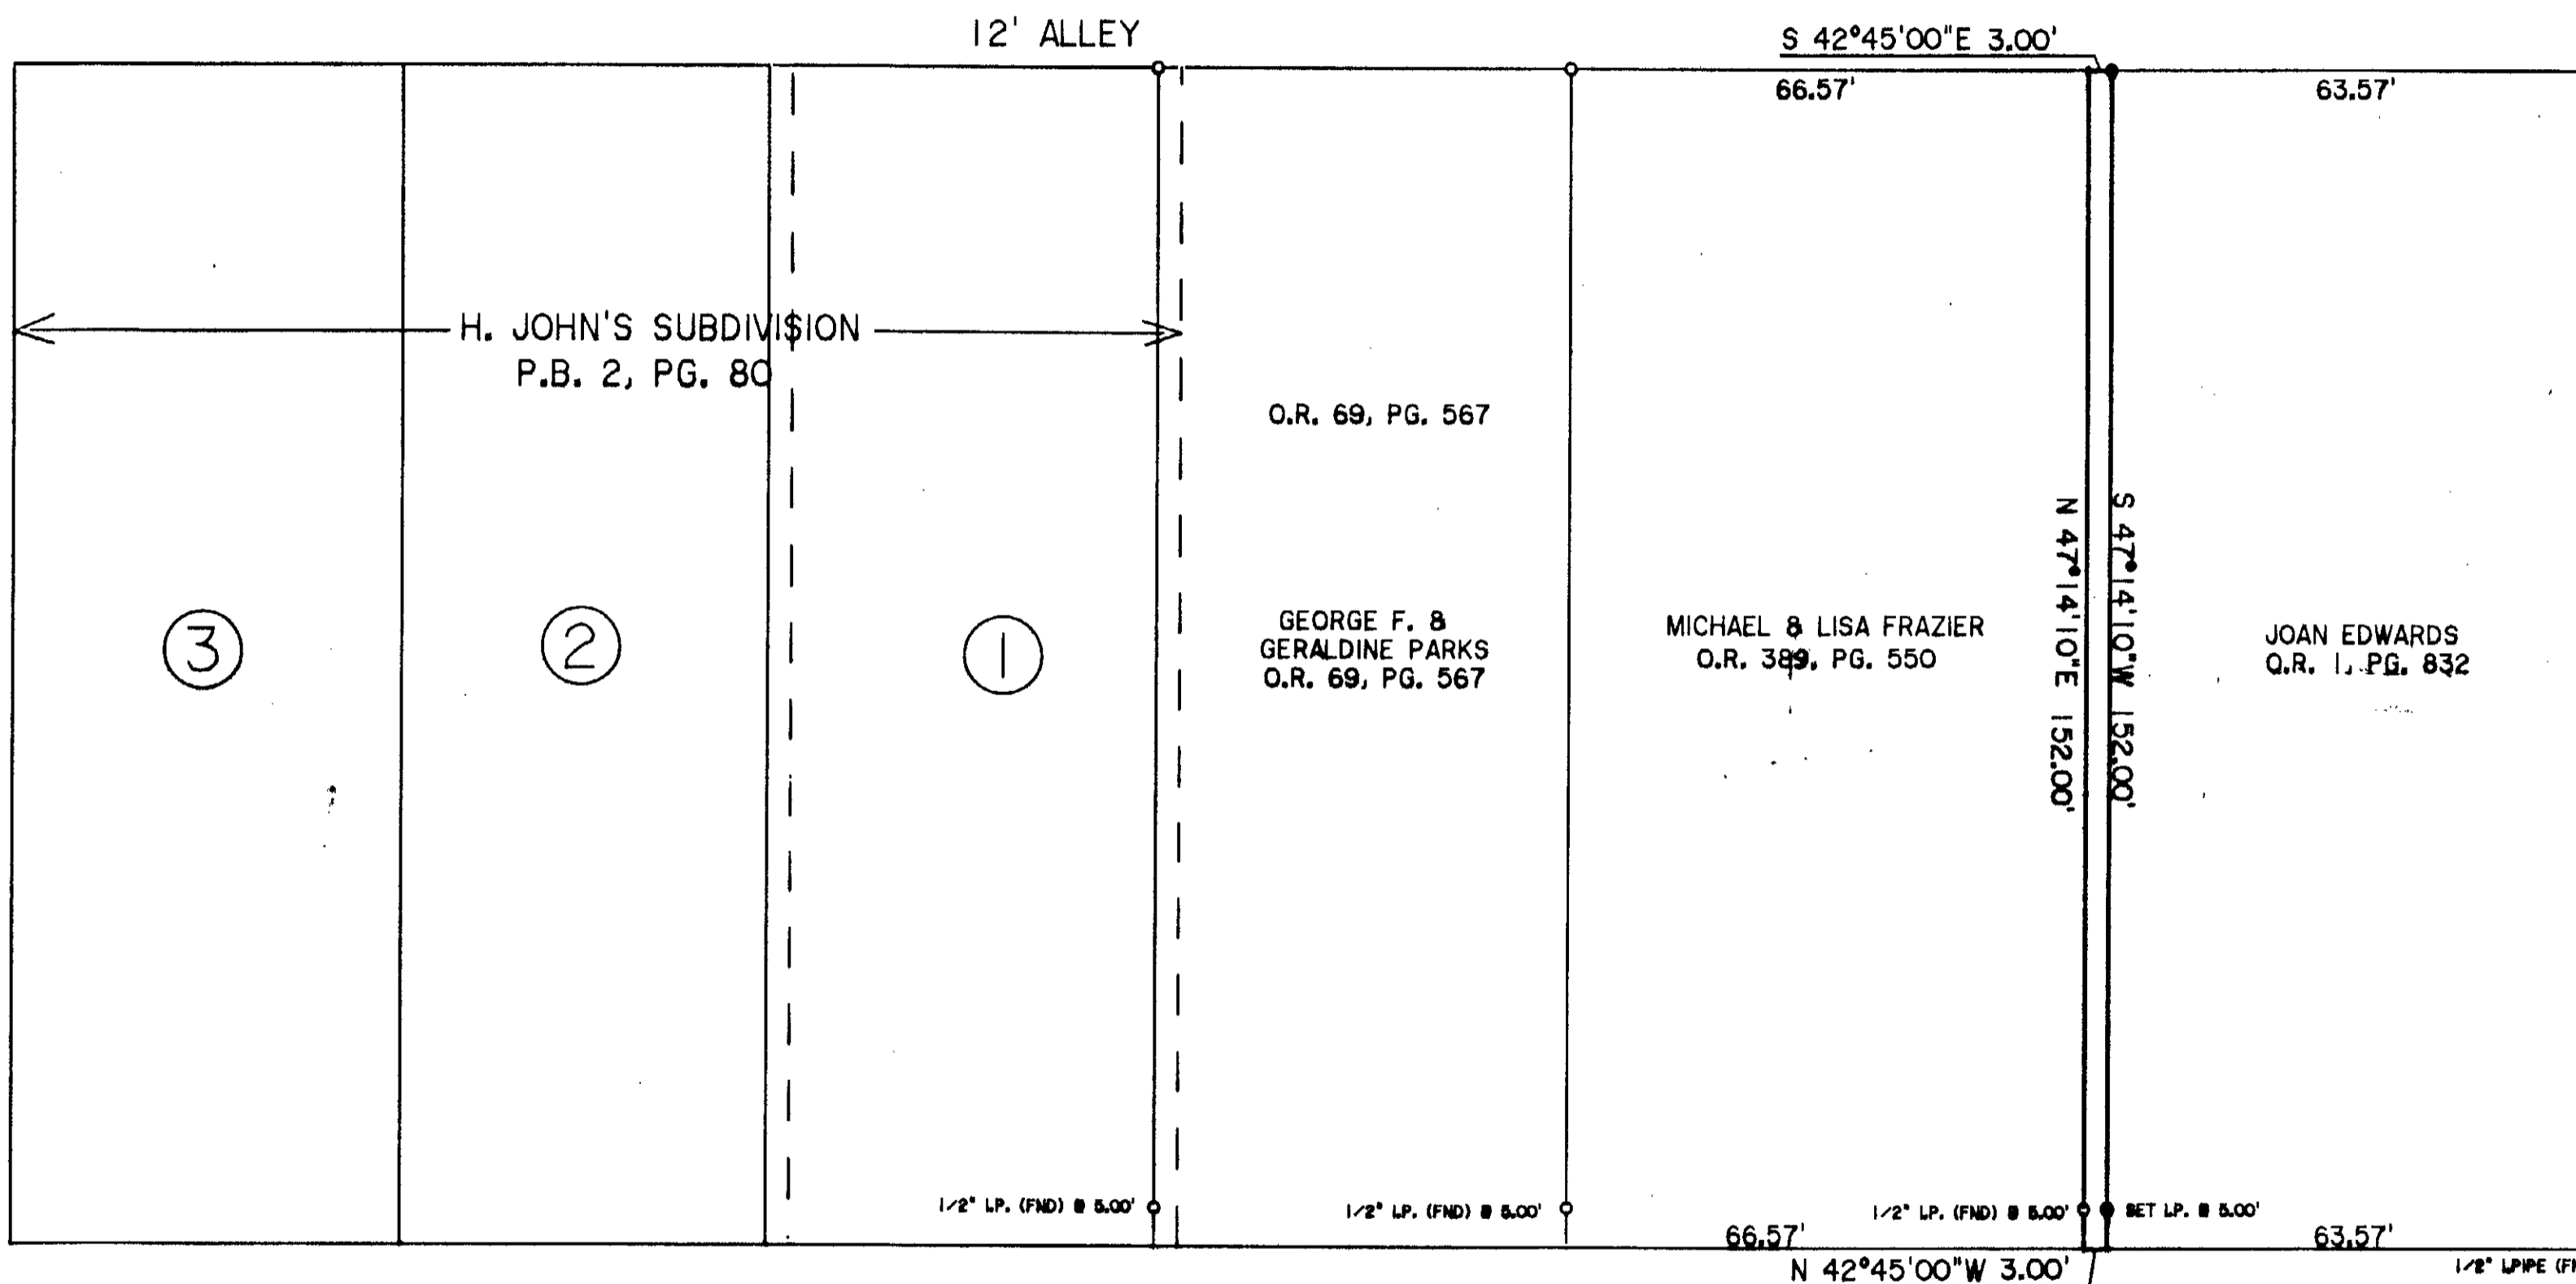 12' ALLEY
S 42°45'00"E 3.00'
66.57'
63.57'
H. JOHN'S SUBDIVISION
P.B. 2, PG. 80
O.R. 69, PG. 567
3
2
1
GEORGE F. &
GERALDINE PARKS
O.R. 69, PG. 567
MICHAEL & LISA FRAZIER
O.R. 389, PG. 550
N 47°14'10"E 152.00'
S 47°14'10"W 152.00'
JOAN EDWARDS
O.R. 1, PG. 832
1/2" I.P. (FND) @ 5.00'
1/2" I.P. (FND) @ 5.00'
1/2" I.P. (FND) @ 5.00'
SET I.P. @ 5.00'
66.57'
63.57'
N 42°45'00"W 3.00'
1/2" I.PIPE (F